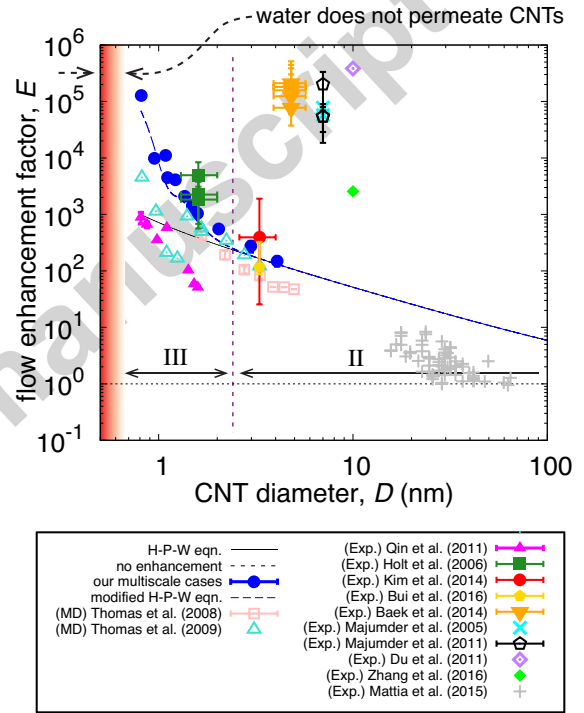 water does not permeate CNTs
10^6
10^5
10^4
10^3
10^2
10^1
10^0
10^-1
flow enhancement factor, E
III
II
1
10
100
CNT diameter, D (nm)
manuscript
H-P-W eqn.
no enhancement
our multiscale cases
modified H-P-W eqn.
(MD) Thomas et al. (2008)
(MD) Thomas et al. (2009)
(Exp.) Qin et al. (2011)
(Exp.) Holt et al. (2006)
(Exp.) Kim et al. (2014)
(Exp.) Bui et al. (2016)
(Exp.) Baek et al. (2014)
(Exp.) Majumder et al. (2005)
(Exp.) Majumder et al. (2011)
(Exp.) Du et al. (2011)
(Exp.) Zhang et al. (2016)
(Exp.) Mattia et al. (2015)